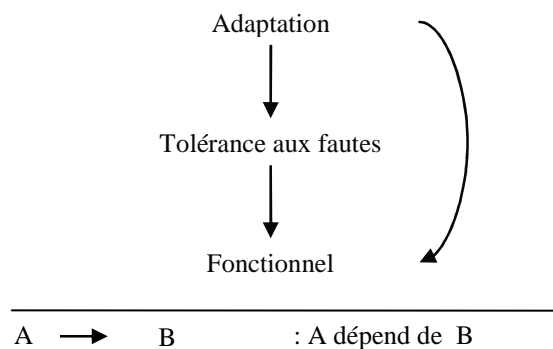 Adaptation
Tolérance aux fautes
Fonctionnel
A B : A dépend de B